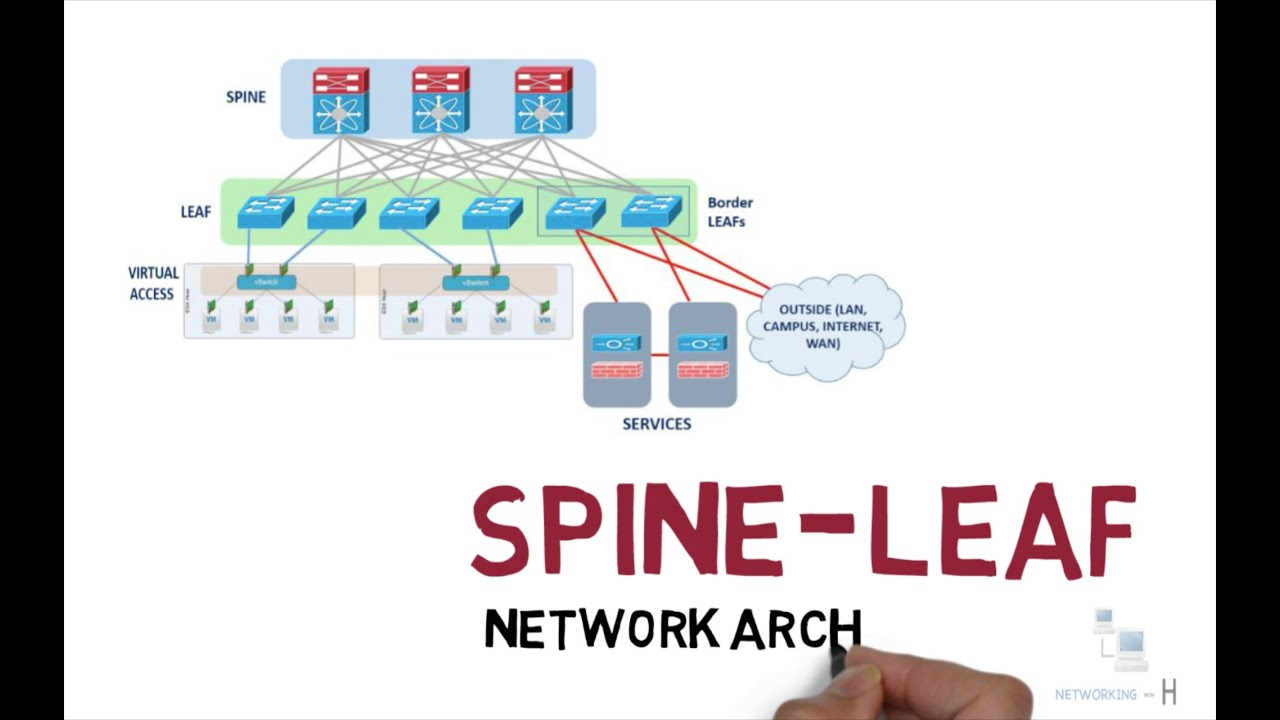 SPINE
LEAF
Border
LEAFs
VIRTUAL
ACCESS
vSwitch
vSwitch
VM VM VM VM
VM VM VM VM
OUTSIDE (LAN,
CAMPUS, INTERNET,
WAN)
SERVICES
SPINE-LEAF
NETWORK ARCH
NETWORKING WITH H